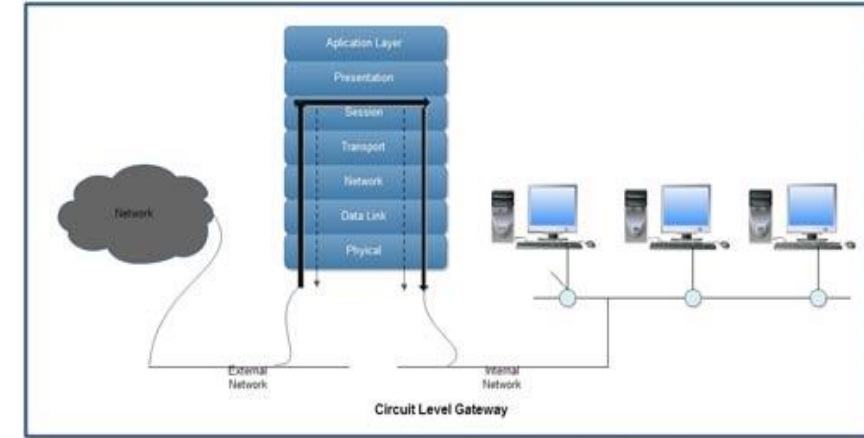 Aplication Layer
Presentation
Session
Transport
Network
Data Link
Phyical
Network
External
Network
Internal
Network
Circuit Level Gateway